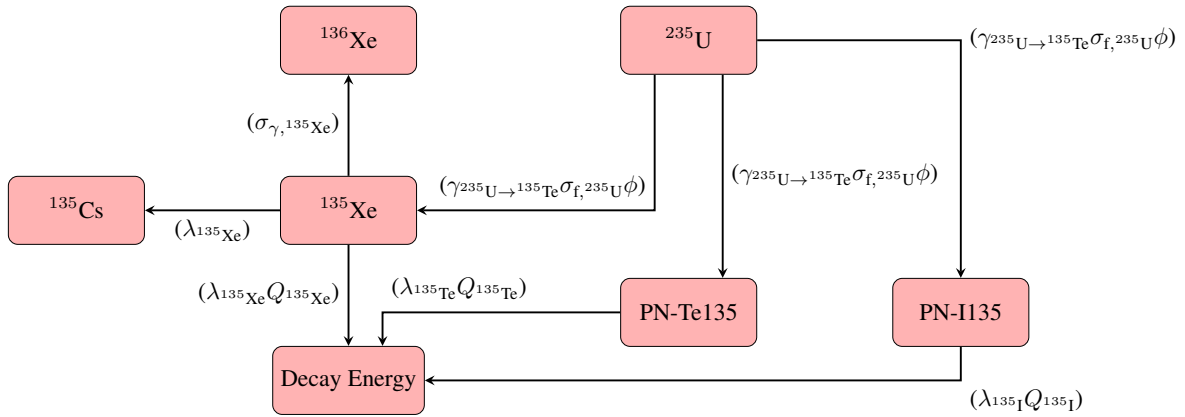 ¹³⁶Xe
²³⁵U
(γ²³⁵U→¹³⁵Te σf,²³⁵U ϕ)
(σγ,¹³⁵Xe)
(γ²³⁵U→¹³⁵Te σf,²³⁵U ϕ)
(γ²³⁵U→¹³⁵Te σf,²³⁵U ϕ)
¹³⁵Cs
¹³⁵Xe
(λ¹³⁵Xe)
(λ¹³⁵Xe Q¹³⁵Xe)
(λ¹³⁵Te Q¹³⁵Te)
PN-Te135
PN-I135
Decay Energy
(λ¹³⁵I Q¹³⁵I)